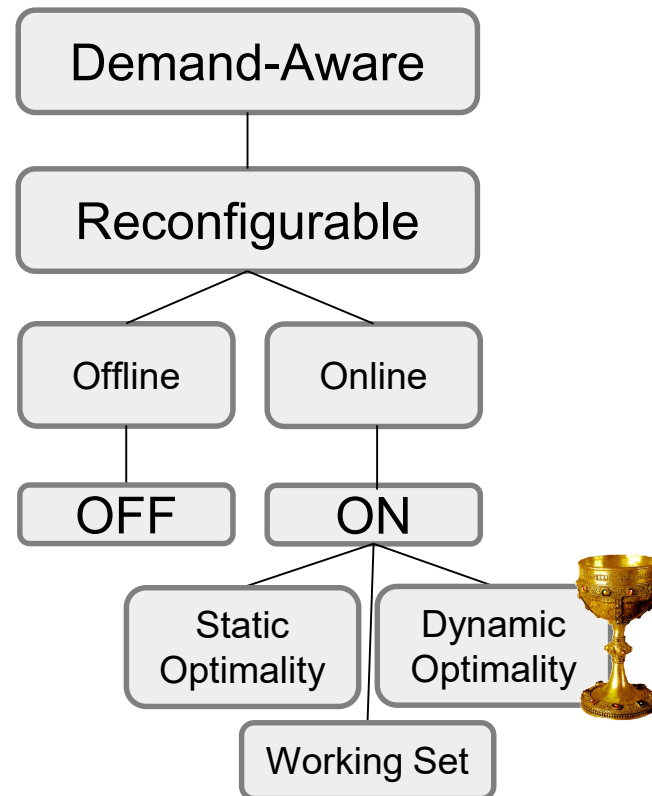 Demand-Aware
Reconfigurable
Offline
Online
OFF
ON
Static
Optimality
Dynamic
Optimality
Working Set